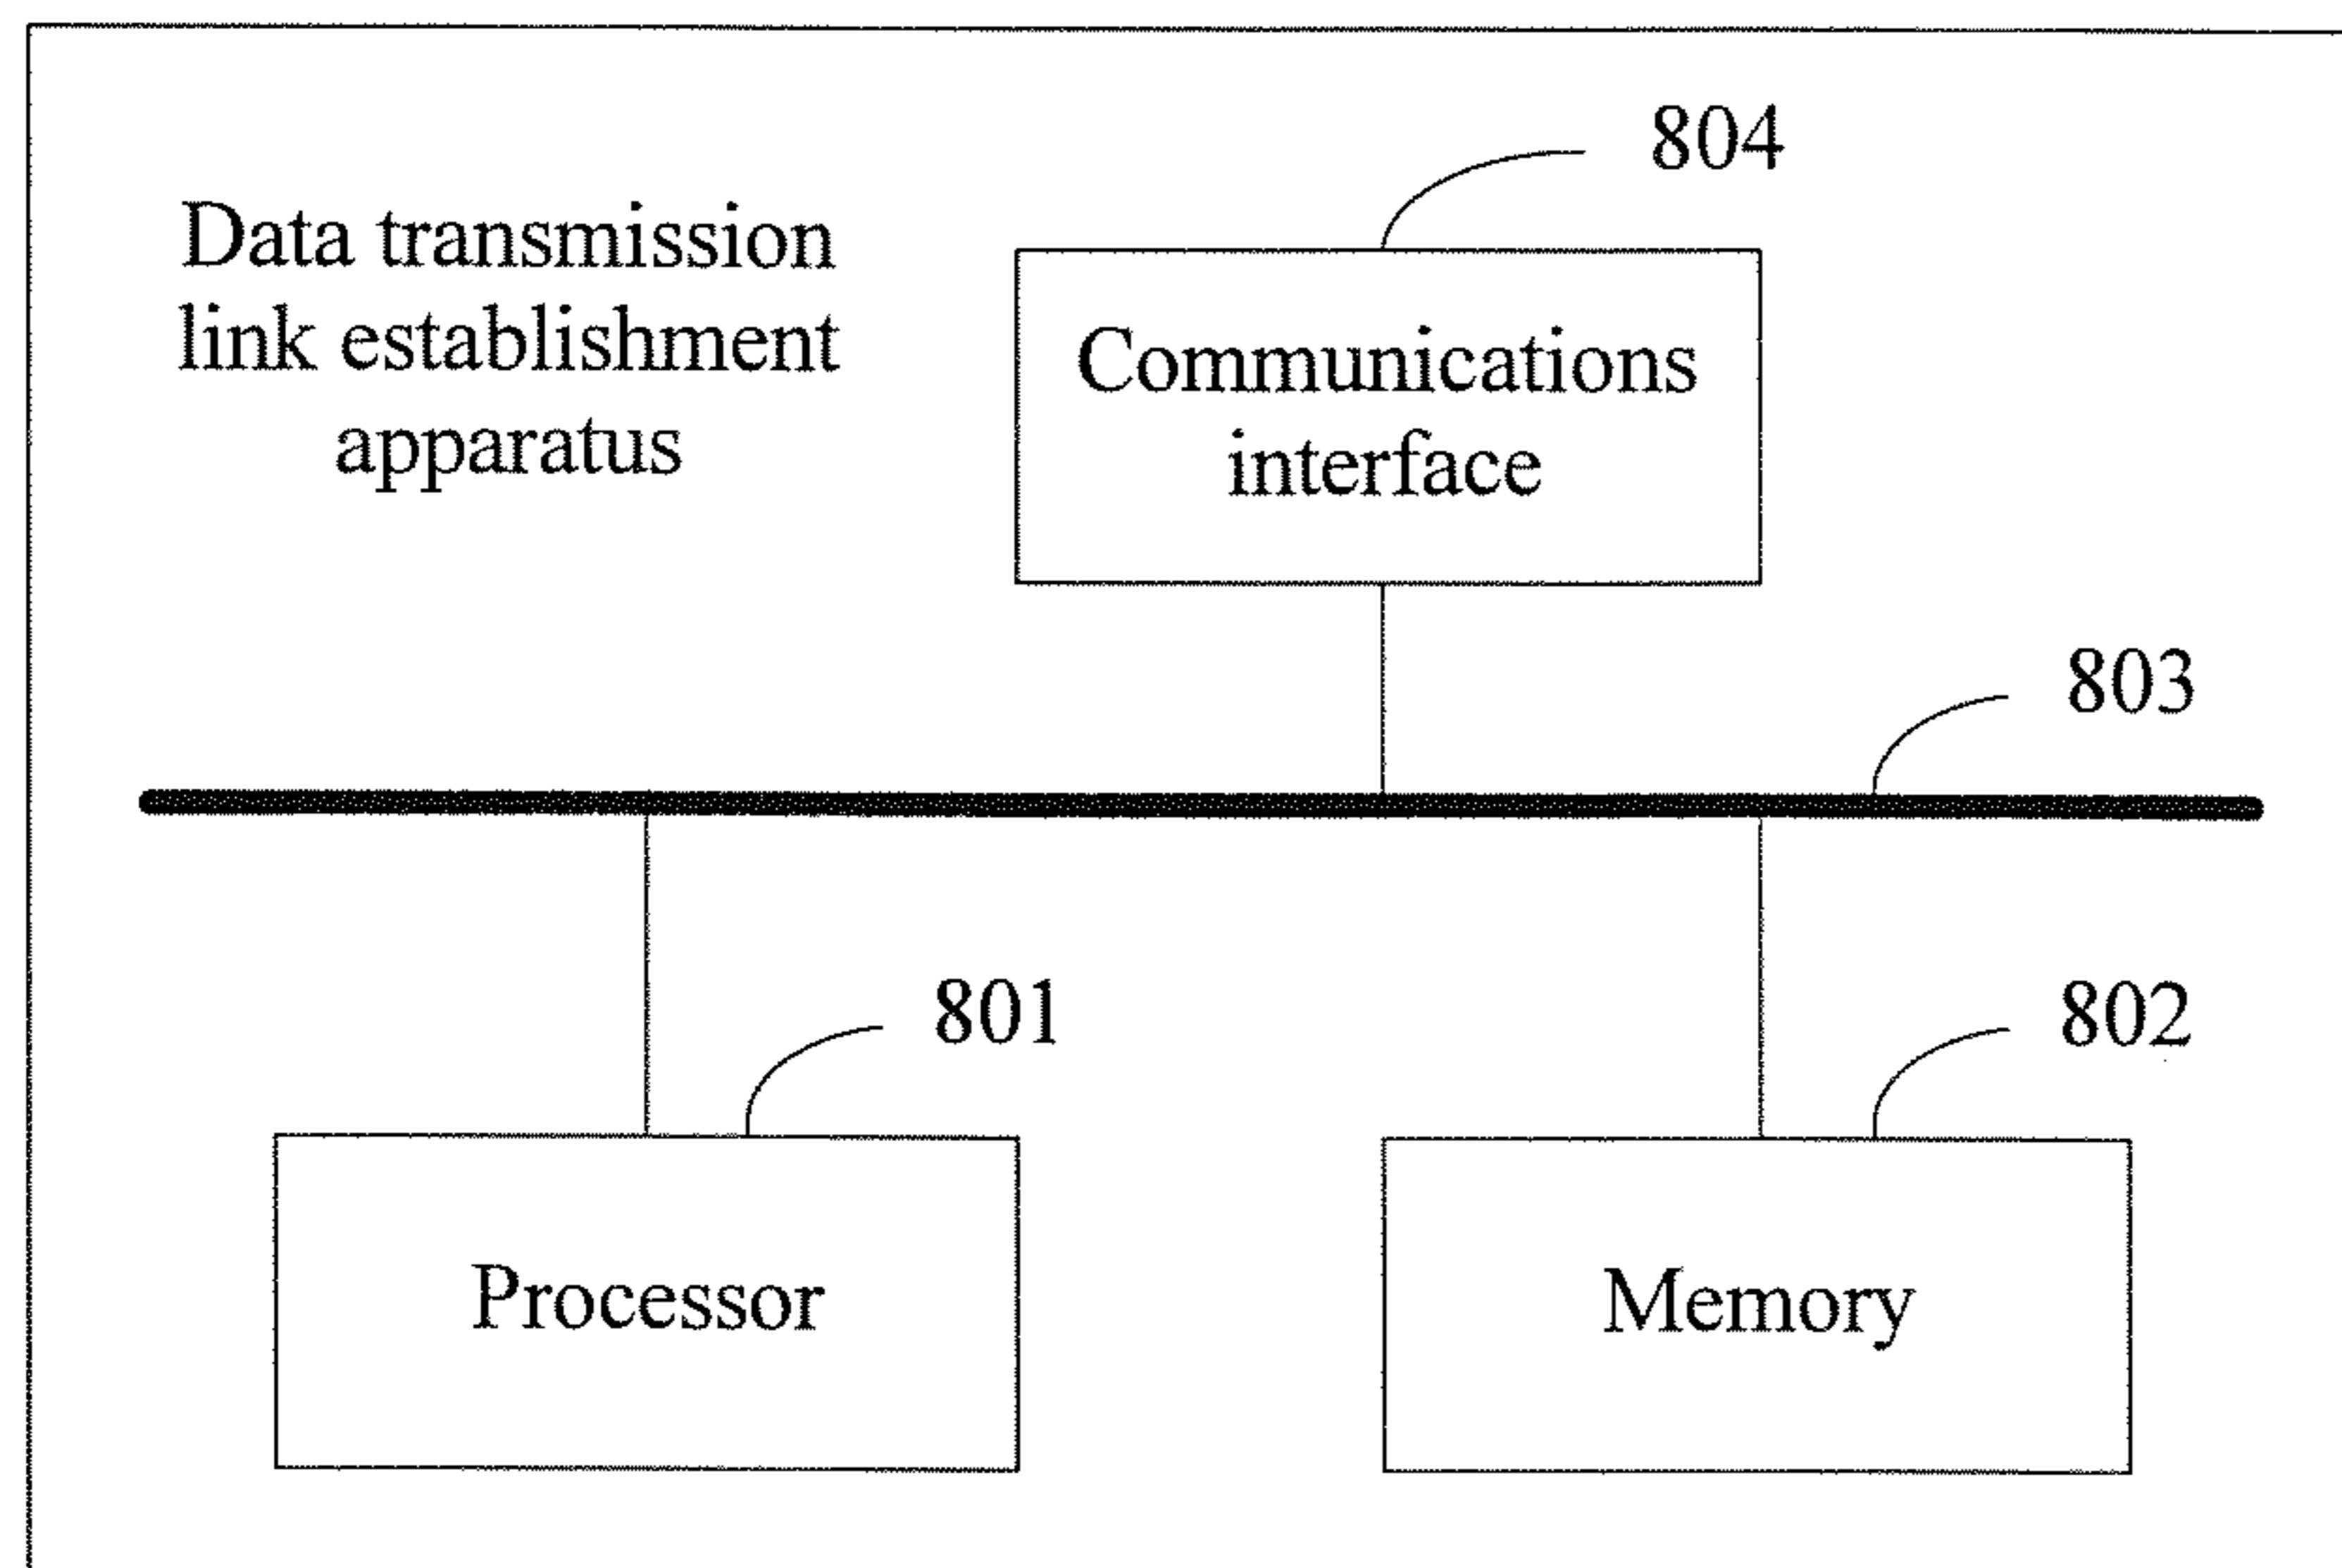 804
Data transmission
link establishment
apparatus
Communications
interface
803
801
802
Processor
Memory